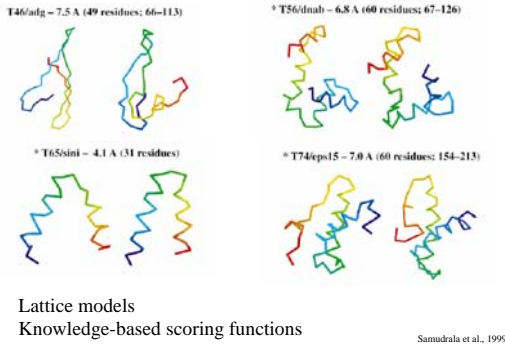 T46/adg – 7.5 A (49 residues; 66–113)
* T56/dnab – 6.8 A (60 residues; 67–126)
* T65/sini – 4.1 A (31 residues)
* T74/eps15 – 7.0 A (60 residues; 154–213)
Lattice models
Knowledge-based scoring functions
Samudrala et al., 1999